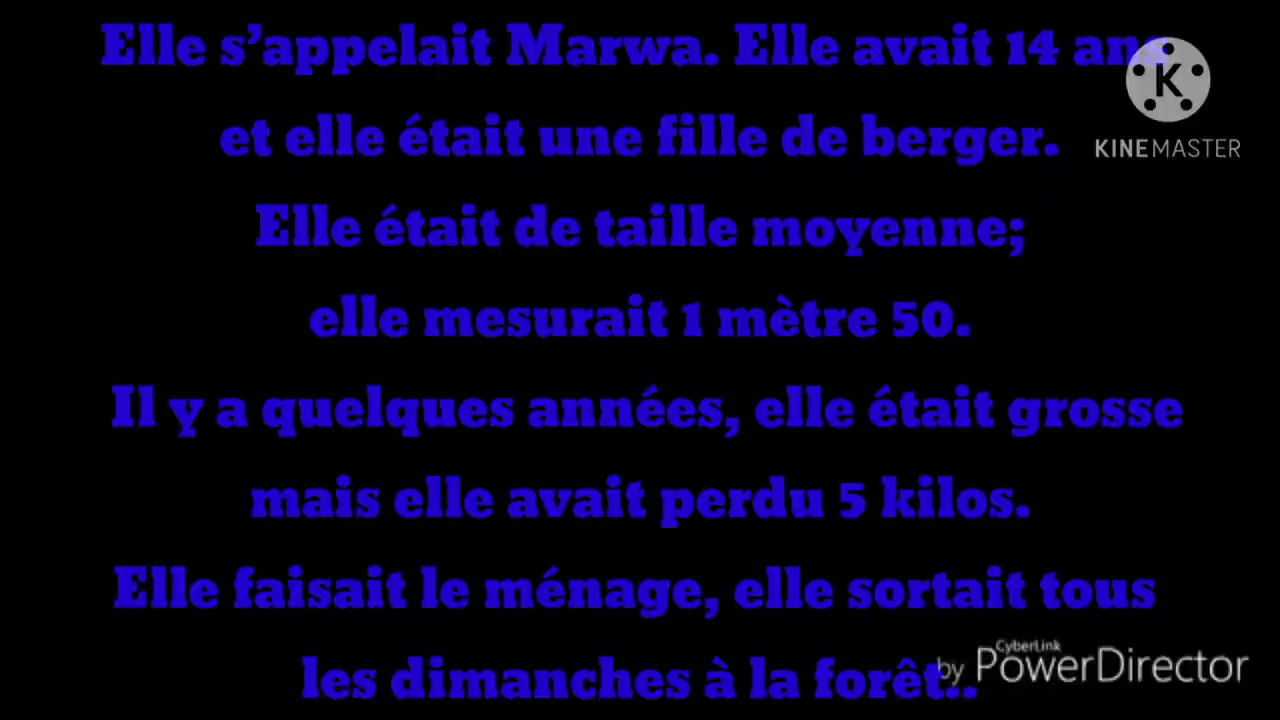 Elle s’appelait Marwa. Elle avait 14 ans
et elle était une fille de berger.
Elle était de taille moyenne;
elle mesurait 1 mètre 50.
Il y a quelques années, elle était grosse
mais elle avait perdu 5 kilos.
Elle faisait le ménage, elle sortait tous
les dimanches à la forêt..
K
KINEMASTER
by CyberLink PowerDirector